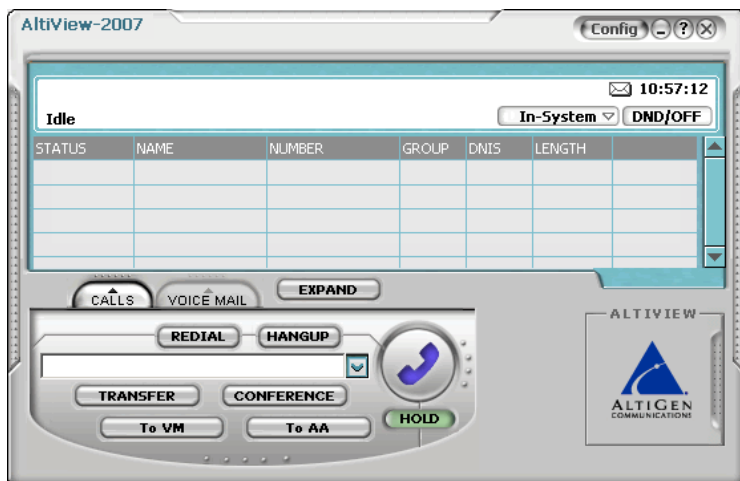 AltiView-2007
Config ?
10:57:12
Idle
In-System DND/OFF
STATUS NAME NUMBER GROUP DNIS LENGTH
CALLS VOICE MAIL EXPAND
REDIAL HANGUP
TRANSFER CONFERENCE
To VM To AA HOLD
ALTIVIEW
ALTIGEN
COMMUNICATIONS